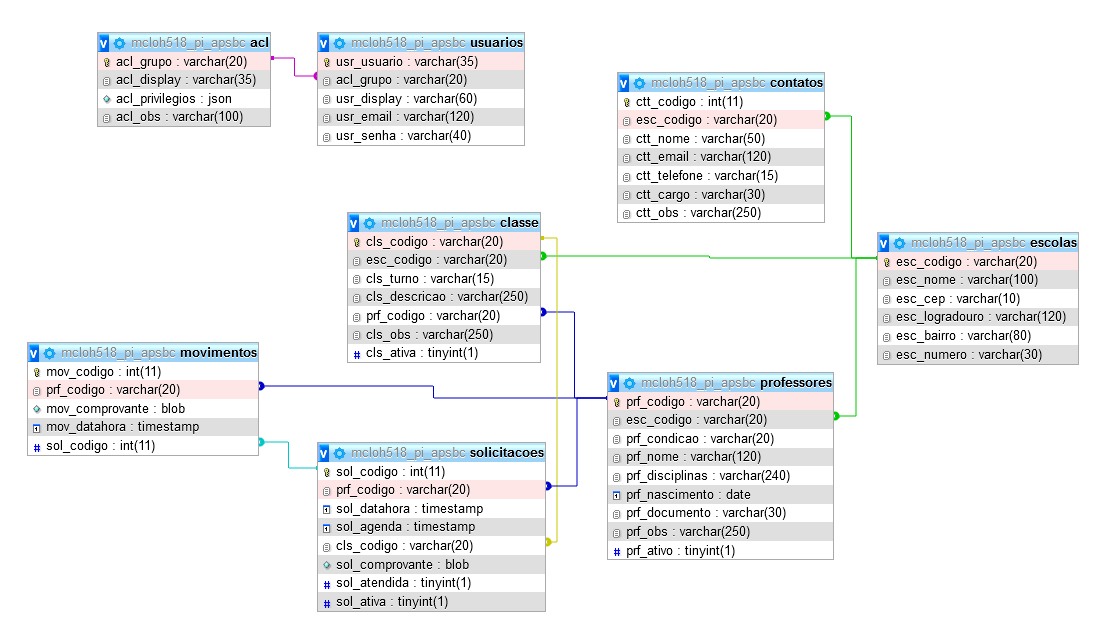 v mcloh518_pi_apsbc acl
acl_grupo : varchar(20)
acl_display : varchar(35)
acl_privilegios : json
acl_obs : varchar(100)
v mcloh518_pi_apsbc usuarios
usr_usuario : varchar(35)
acl_grupo : varchar(20)
usr_display : varchar(60)
usr_email : varchar(120)
usr_senha : varchar(40)
v mcloh518_pi_apsbc contatos
ctt_codigo : int(11)
esc_codigo : varchar(20)
ctt_nome : varchar(50)
ctt_email : varchar(120)
ctt_telefone : varchar(15)
ctt_cargo : varchar(30)
ctt_obs : varchar(250)
v mcloh518_pi_apsbc classe
cls_codigo : varchar(20)
esc_codigo : varchar(20)
cls_turno : varchar(15)
cls_descricao : varchar(250)
prf_codigo : varchar(20)
cls_obs : varchar(250)
# cls_ativa : tinyint(1)
v mcloh518_pi_apsbc escolas
esc_codigo : varchar(20)
esc_nome : varchar(100)
esc_cep : varchar(10)
esc_logradouro : varchar(120)
esc_bairro : varchar(80)
esc_numero : varchar(30)
v mcloh518_pi_apsbc movimentos
mov_codigo : int(11)
prf_codigo : varchar(20)
mov_comprovante : blob
mov_datahora : timestamp
# sol_codigo : int(11)
v mcloh518_pi_apsbc professores
prf_codigo : varchar(20)
esc_codigo : varchar(20)
prf_condicao : varchar(20)
prf_nome : varchar(120)
prf_disciplinas : varchar(240)
prf_nascimento : date
prf_documento : varchar(30)
prf_obs : varchar(250)
# prf_ativo : tinyint(1)
v mcloh518_pi_apsbc solicitacoes
sol_codigo : int(11)
prf_codigo : varchar(20)
sol_datahora : timestamp
sol_agenda : timestamp
cls_codigo : varchar(20)
sol_comprovante : blob
# sol_atendida : tinyint(1)
# sol_ativa : tinyint(1)